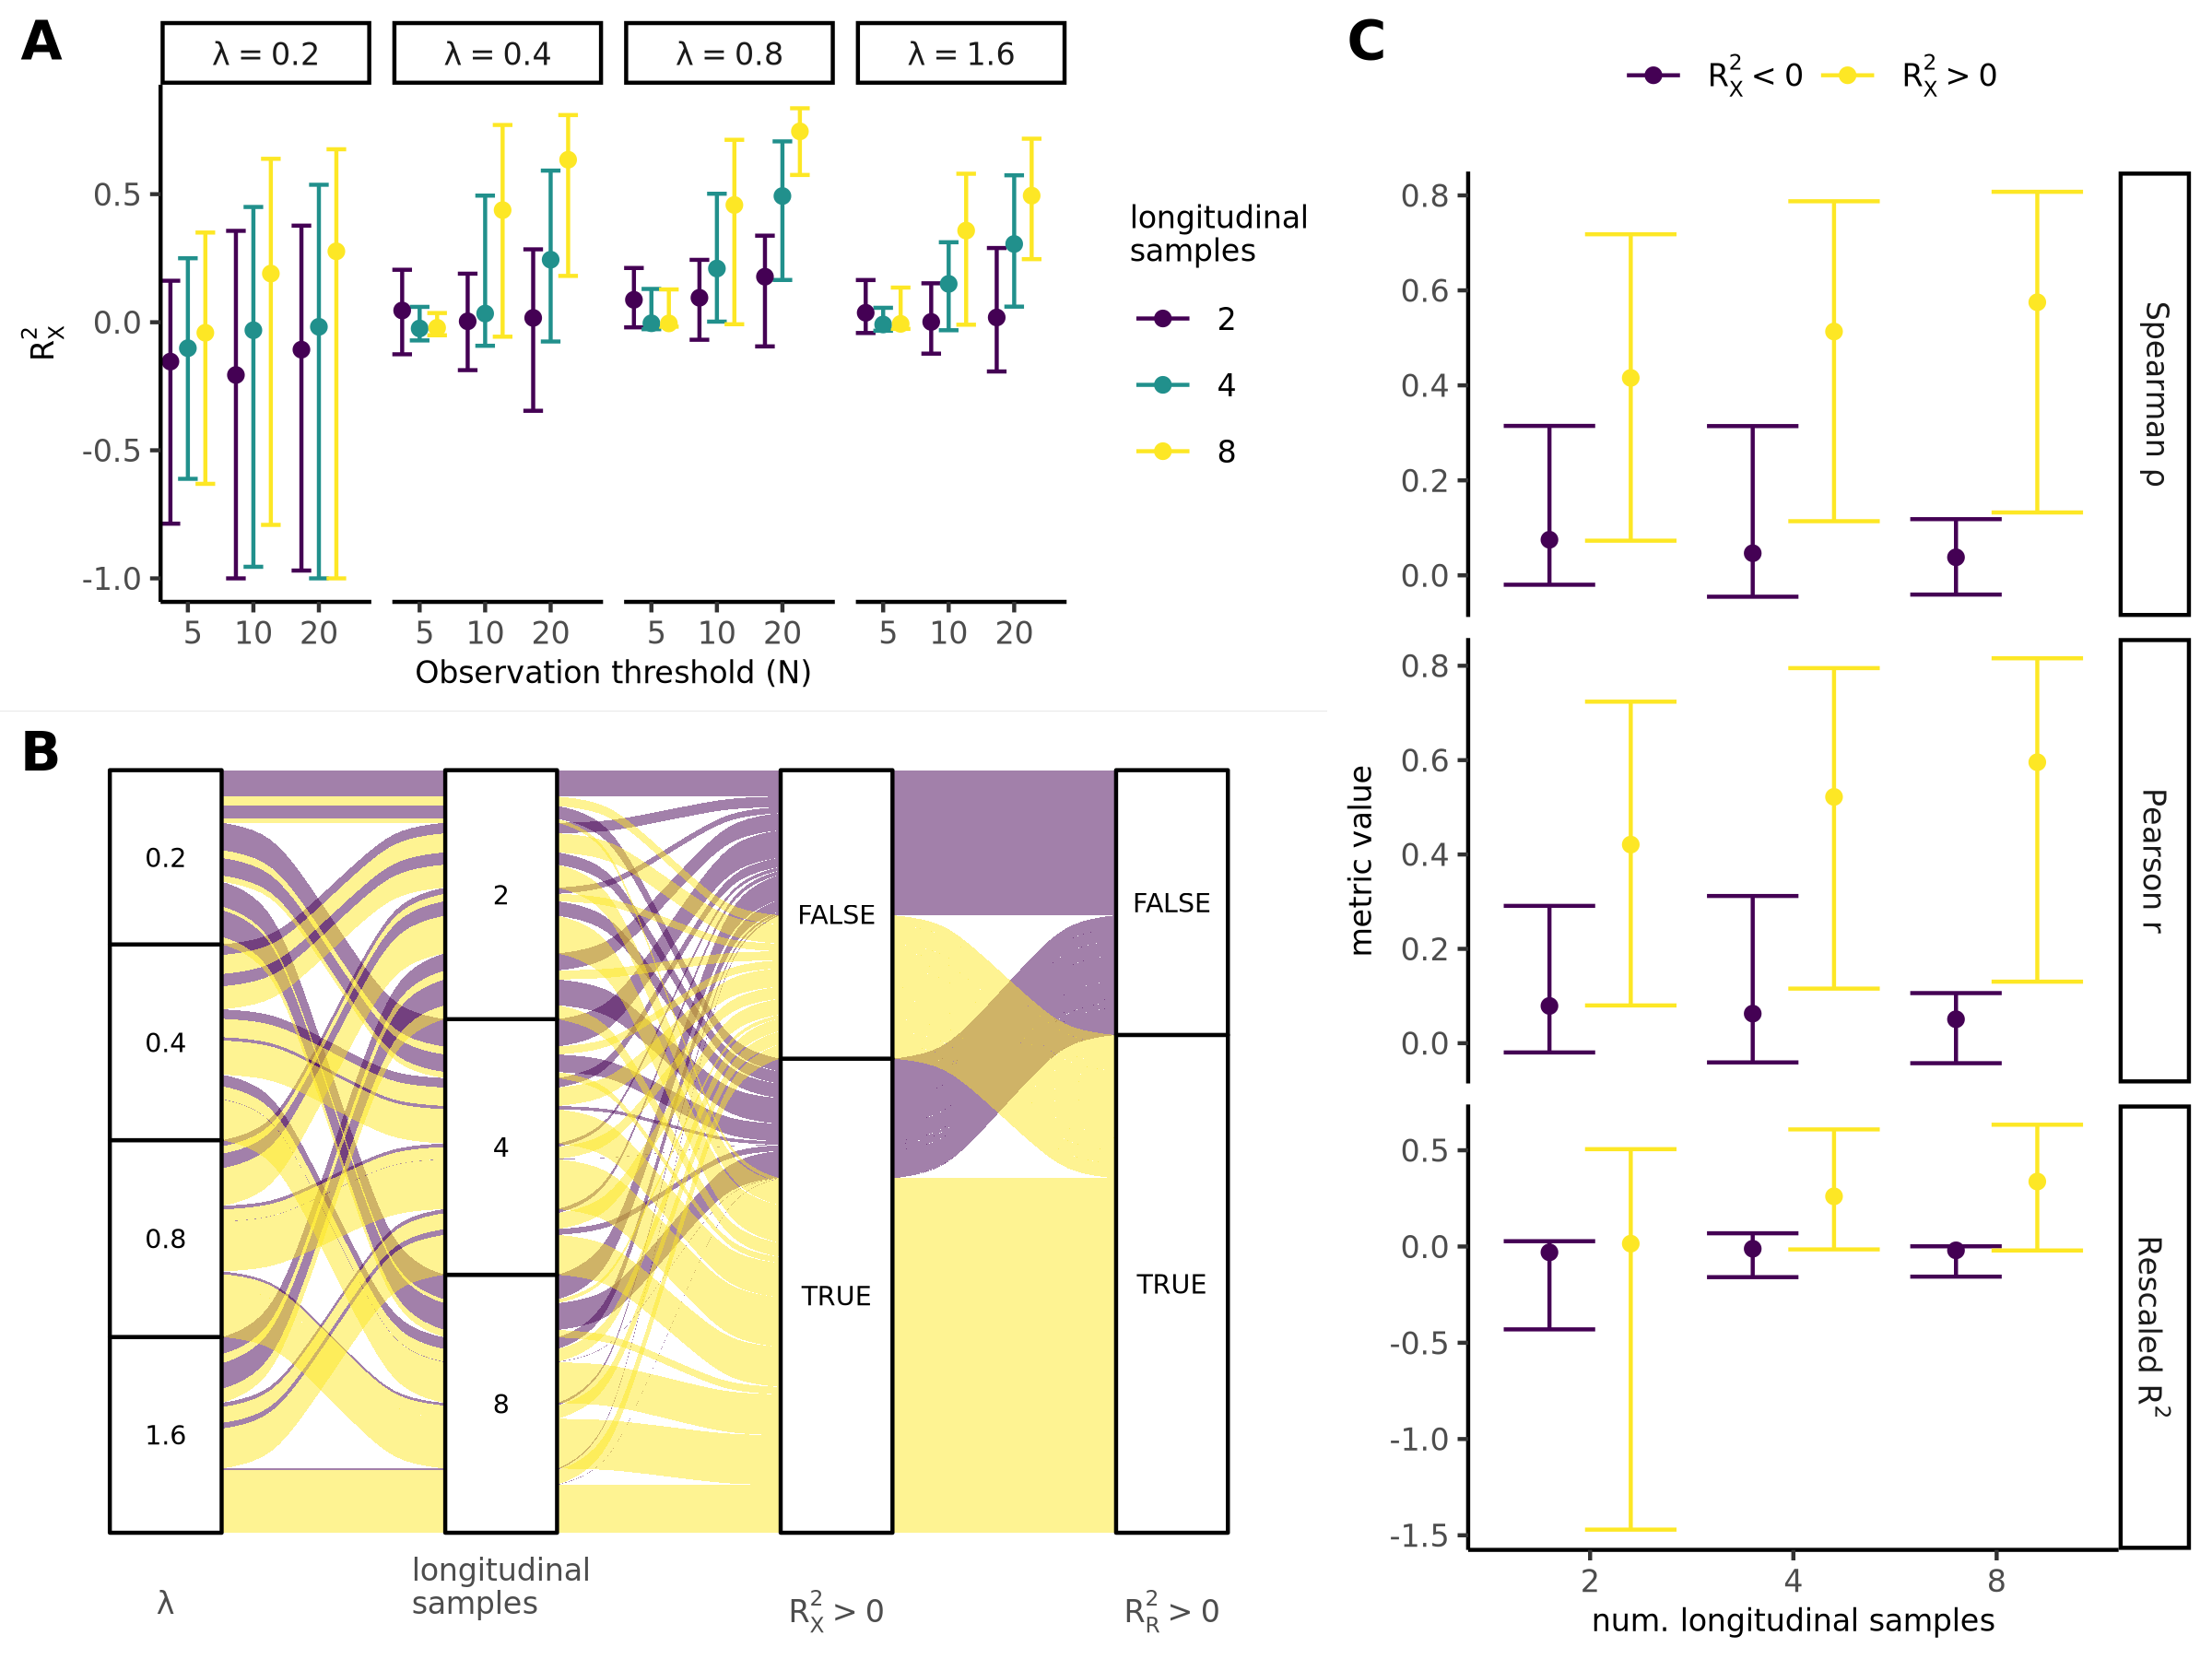 A
λ = 0.2
λ = 0.4
λ = 0.8
λ = 1.6
0.5
0.0
-0.5
-1.0
R²X
5 10 20
5 10 20
5 10 20
5 10 20
Observation threshold (N)
longitudinal
samples
2
4
8
B
0.2
0.4
0.8
1.6
2
4
8
FALSE
TRUE
FALSE
TRUE
λ
longitudinal
samples
R²X > 0
R²R > 0
C
R²X < 0
R²X > 0
0.8
0.6
0.4
0.2
0.0
Spearman ρ
0.8
0.6
0.4
0.2
0.0
Pearson r
0.5
0.0
-0.5
-1.0
-1.5
Rescaled R²
metric value
2 4 8
num. longitudinal samples